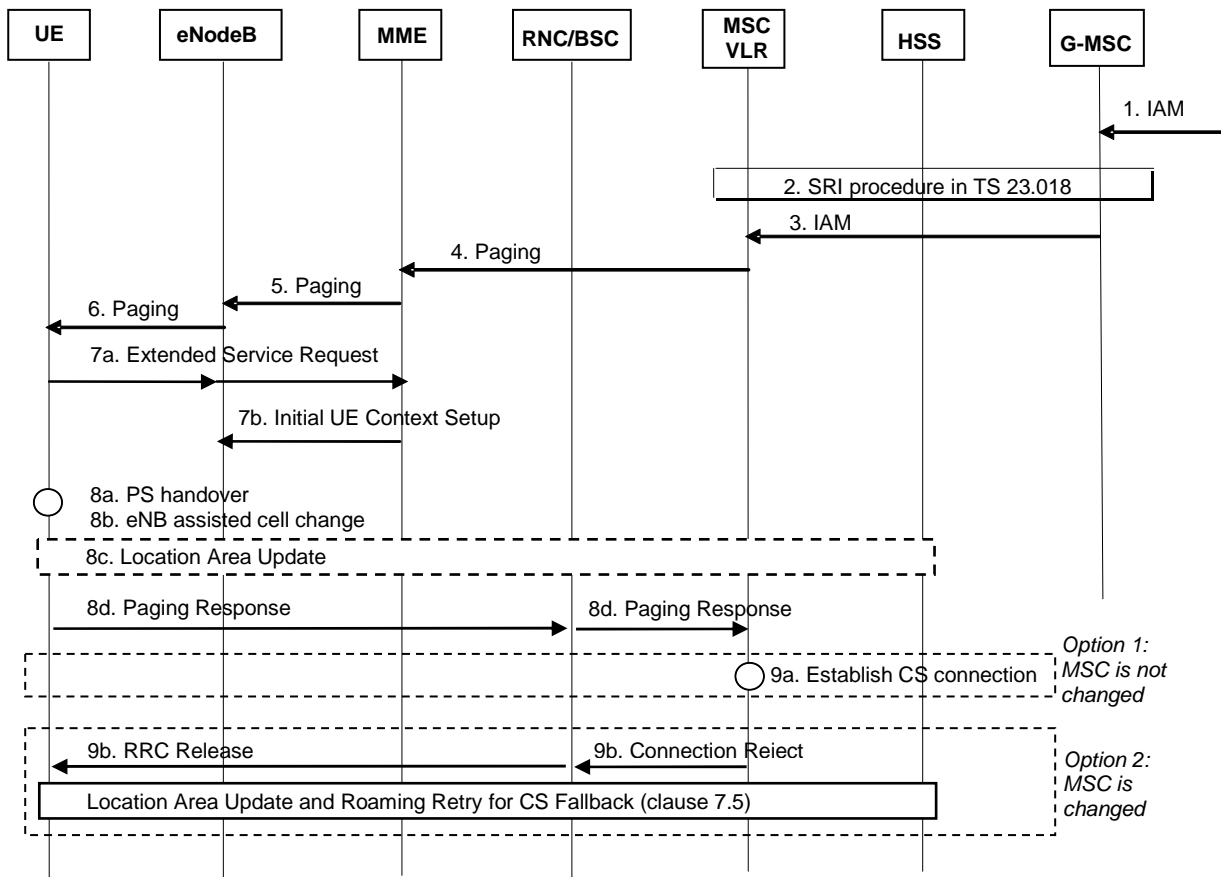 UE
eNodeB
MME
RNC/BSC
MSC
VLR
HSS
G-MSC
1. IAM
2. SRI procedure in TS 23.018
3. IAM
4. Paging
5. Paging
6. Paging
7a. Extended Service Request
7b. Initial UE Context Setup
8a. PS handover
8b. eNB assisted cell change
8c. Location Area Update
8d. Paging Response
8d. Paging Response
Option 1:
MSC is not
changed
9a. Establish CS connection
9b. RRC Release
9b. Connection Reject
Option 2:
MSC is
changed
Location Area Update and Roaming Retry for CS Fallback (clause 7.5)